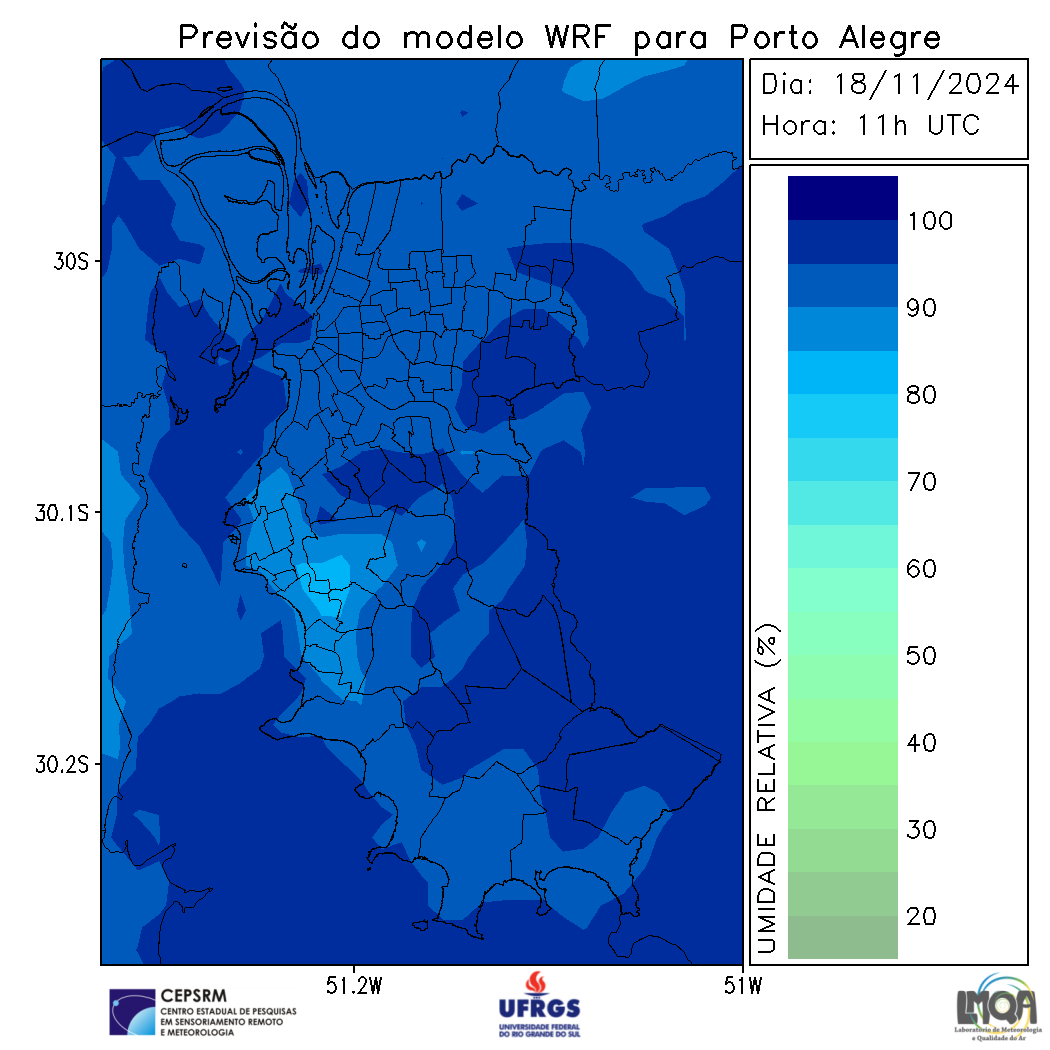 Previsão do modelo WRF para Porto Alegre
Dia: 18/11/2024
Hora: 11h UTC
30S
30.1S
30.2S
51.2W
51W
100
90
80
70
60
50
40
30
20
UMIDADE RELATIVA (%)
CEPSRM
CENTRO ESTADUAL DE PESQUISAS
EM SENSORIAMENTO REMOTO
E METEOROLOGIA
UFRGS
UNIVERSIDADE FEDERAL
DO RIO GRANDE DO SUL
LMQA
Laboratório de Meteorologia
e Qualidade do Ar